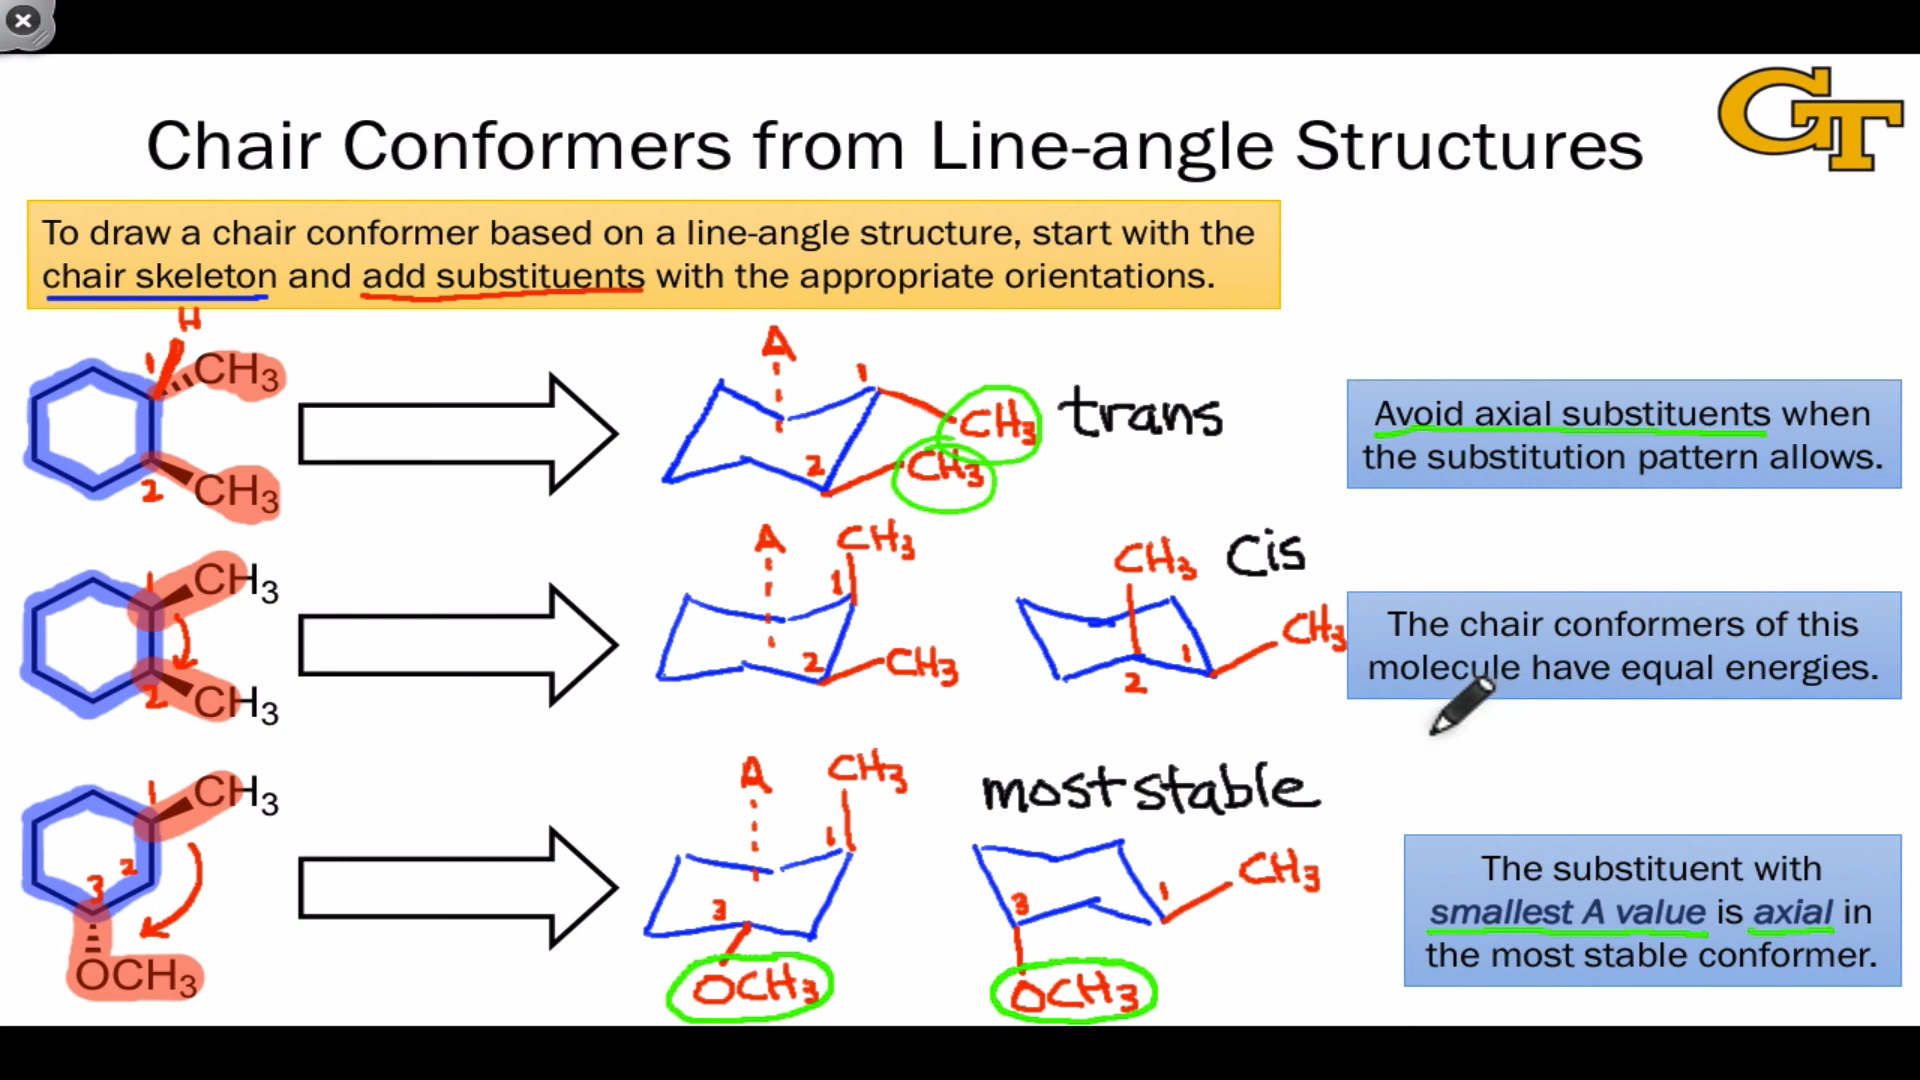 GT
Chair Conformers from Line-angle Structures
To draw a chair conformer based on a line-angle structure, start with the
chair skeleton and add substituents with the appropriate orientations.
H
1
CH3
CH3
2
A
1
CH3
2
CH3
trans
Avoid axial substituents when
the substitution pattern allows.
1
CH3
CH3
2
A
CH3
1
2
CH3
CH3
cis
CH3
1
2
The chair conformers of this
molecule have equal energies.
1
CH3
2
3
OCH3
A
CH3
1
3
OCH3
most stable
CH3
1
3
OCH3
The substituent with
smallest A value is axial in
the most stable conformer.